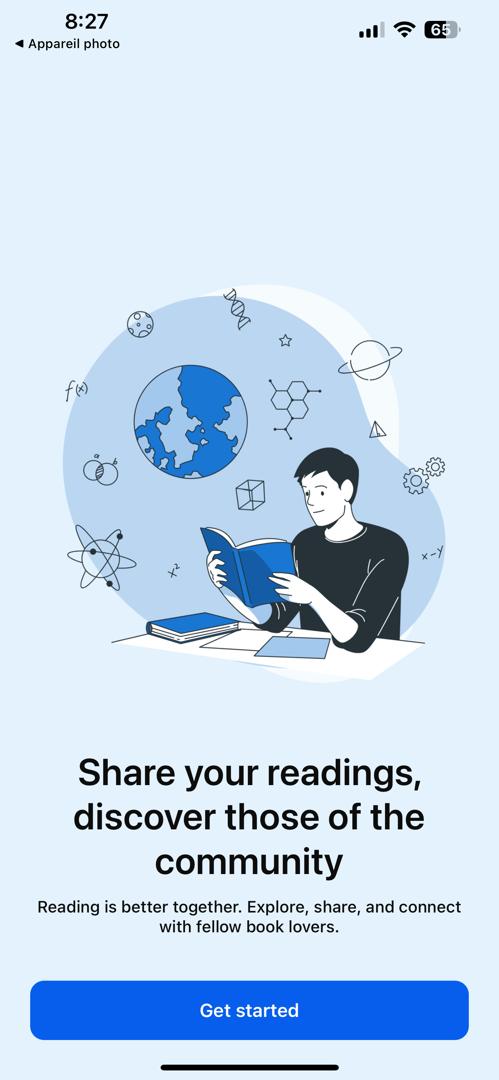 8:27
65
◀ Appareil photo
f(x)
a
b
x²
x-y
Share your readings,
discover those of the
community
Reading is better together. Explore, share, and connect
with fellow book lovers.
Get started